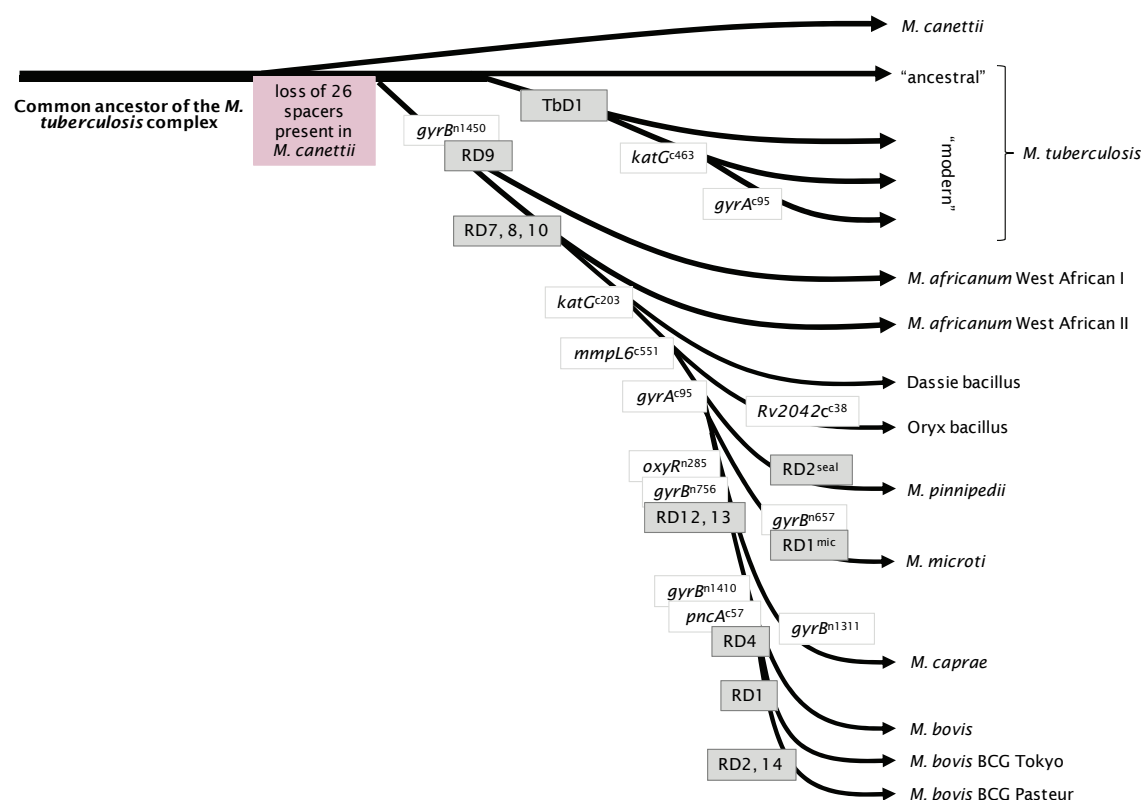 M. canettii
"ancestral"
Common ancestor of the M.
tuberculosis complex
loss of 26
spacers
present in
M. canettii
TbD1
gyrBn1450
RD9
katGc463
"modern"
M. tuberculosis
gyrAc95
RD7, 8, 10
M. africanum West African I
katGc203
M. africanum West African II
mmpL6c551
Dassie bacillus
gyrAc95
Rv2042cc38
Oryx bacillus
oxyRn285
RD2seal
gyrBn756
M. pinnipedii
RD12, 13
gyrBn657
RD1mic
M. microti
gyrBn1410
pncAc57
gyrBn1311
RD4
M. caprae
RD1
M. bovis
RD2, 14
M. bovis BCG Tokyo
M. bovis BCG Pasteur